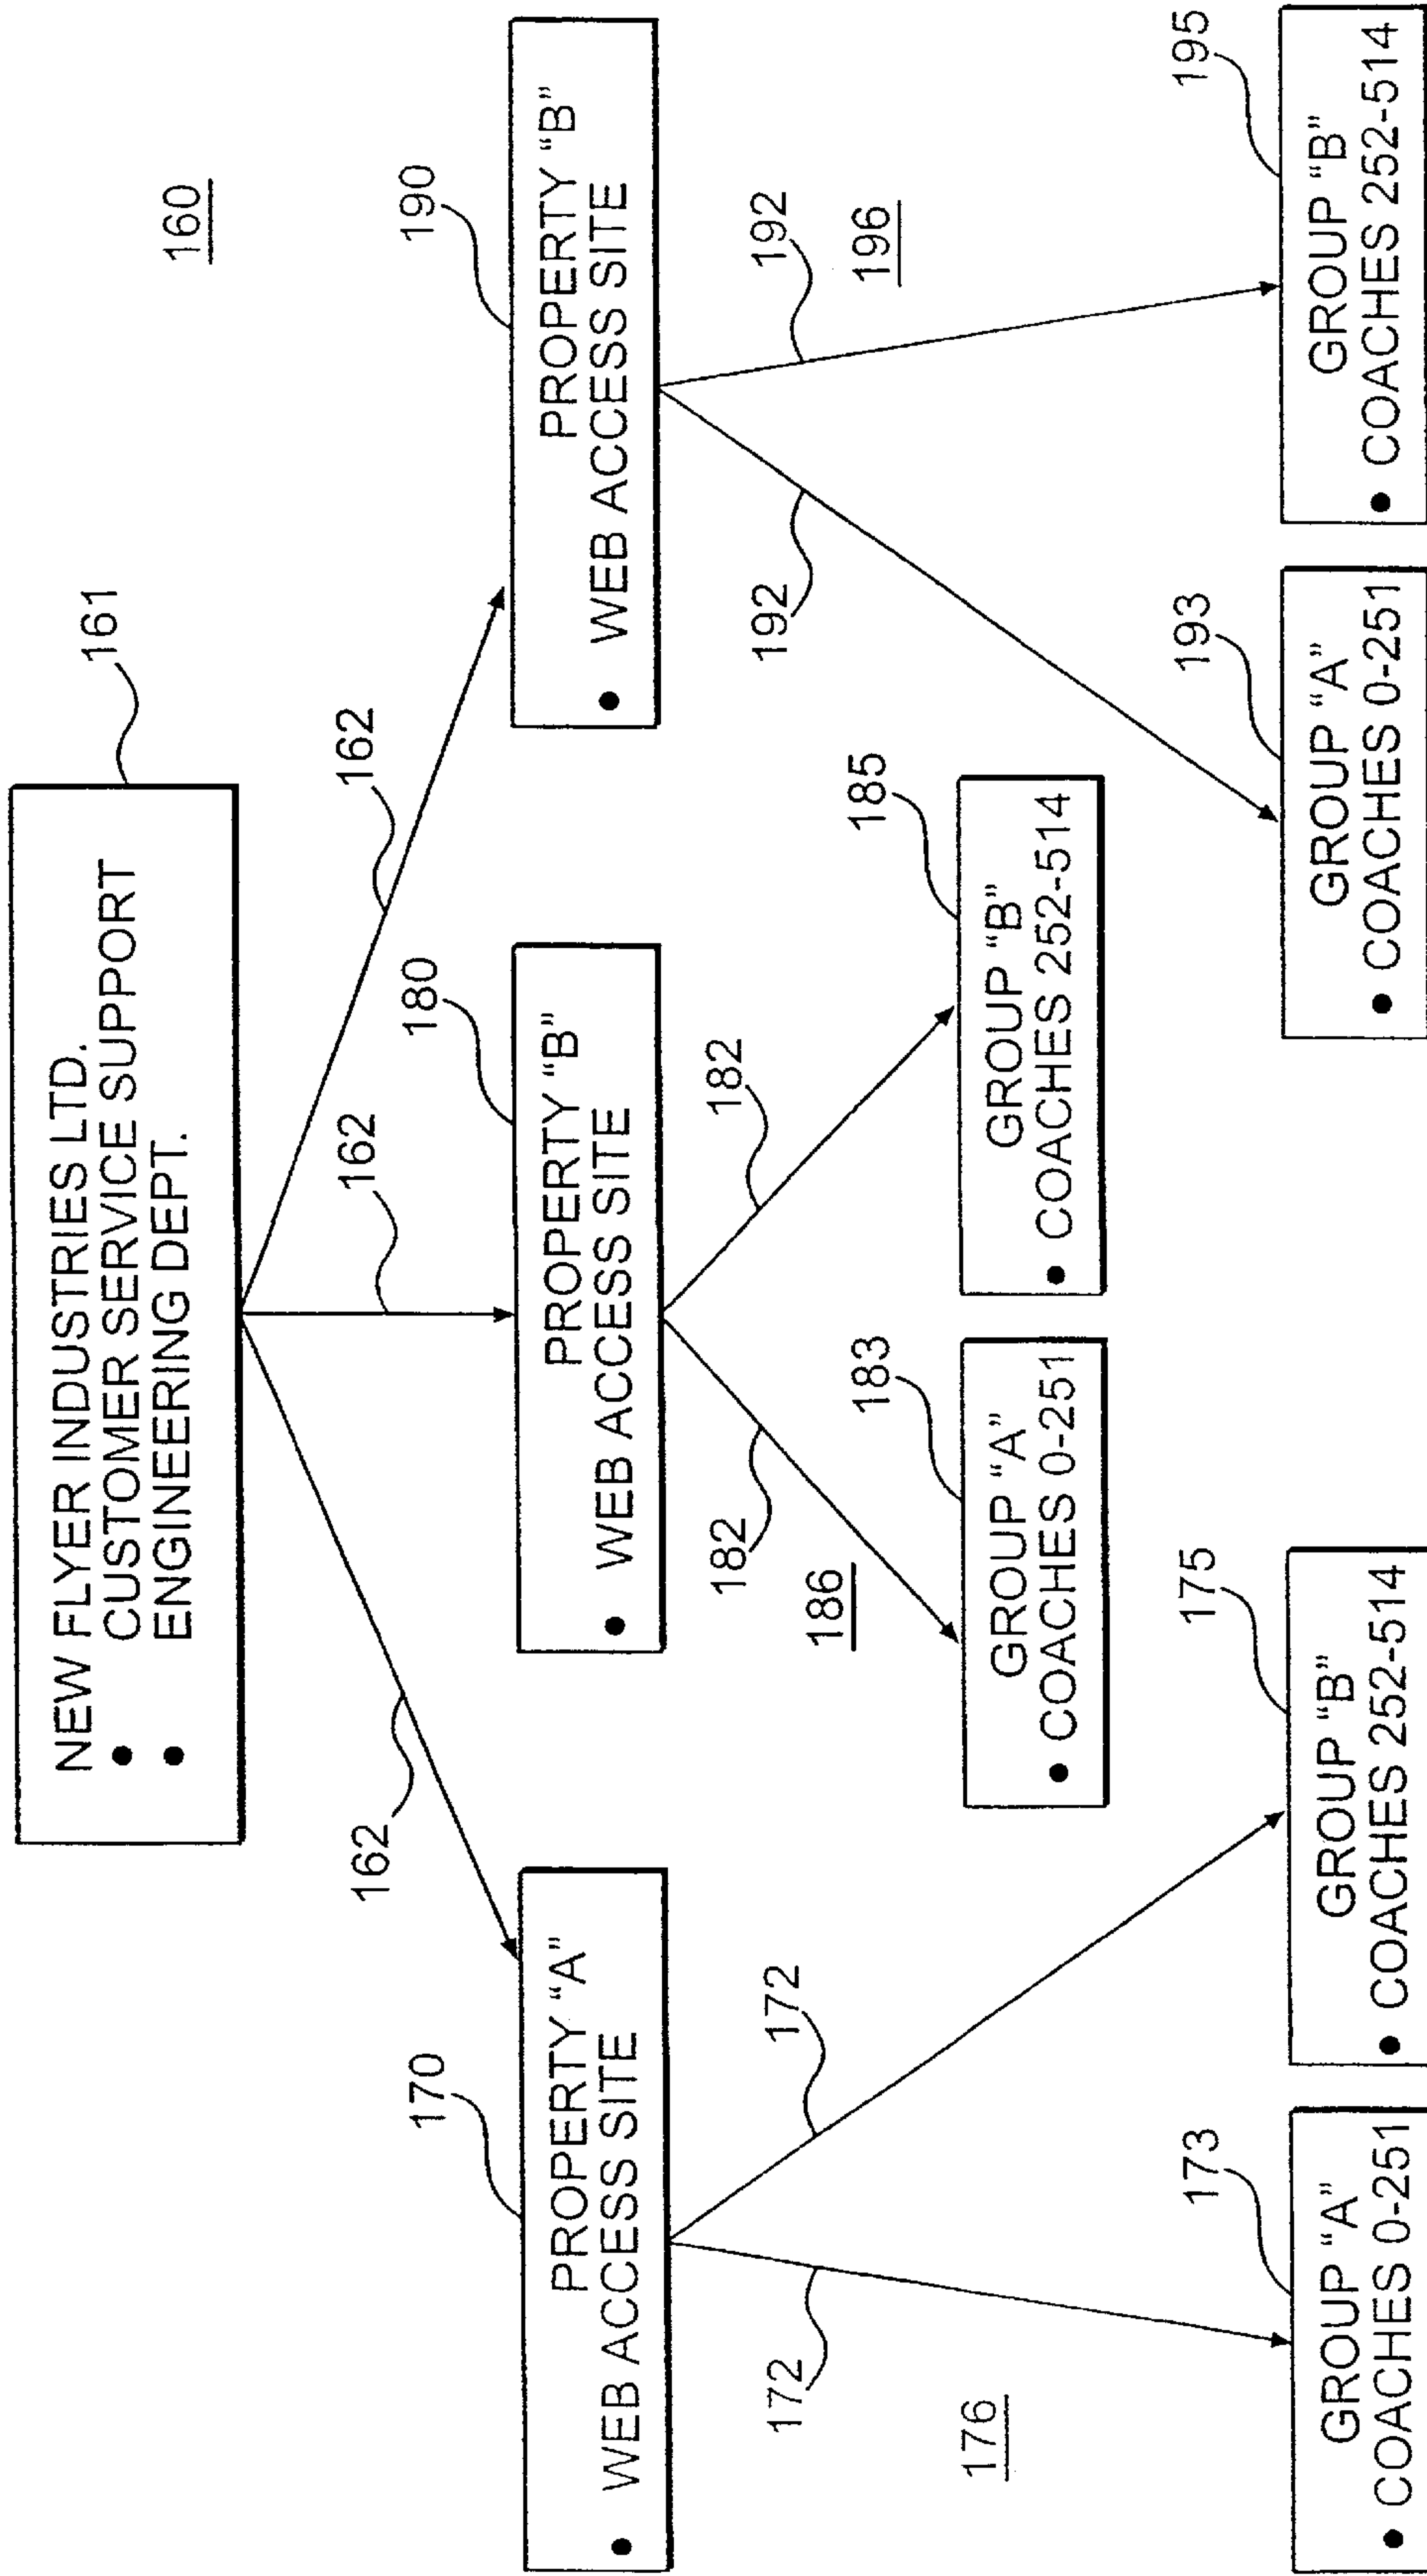 160
NEW FLYER INDUSTRIES LTD.
• CUSTOMER SERVICE SUPPORT
• ENGINEERING DEPT.
161
162
162
162
170
PROPERTY "A"
• WEB ACCESS SITE
180
PROPERTY "B"
• WEB ACCESS SITE
190
PROPERTY "B"
• WEB ACCESS SITE
172
172
176
182
182
186
192
192
196
173
GROUP "A"
• COACHES 0-251
175
GROUP "B"
• COACHES 252-514
183
GROUP "A"
• COACHES 0-251
185
GROUP "B"
• COACHES 252-514
193
GROUP "A"
• COACHES 0-251
195
GROUP "B"
• COACHES 252-514